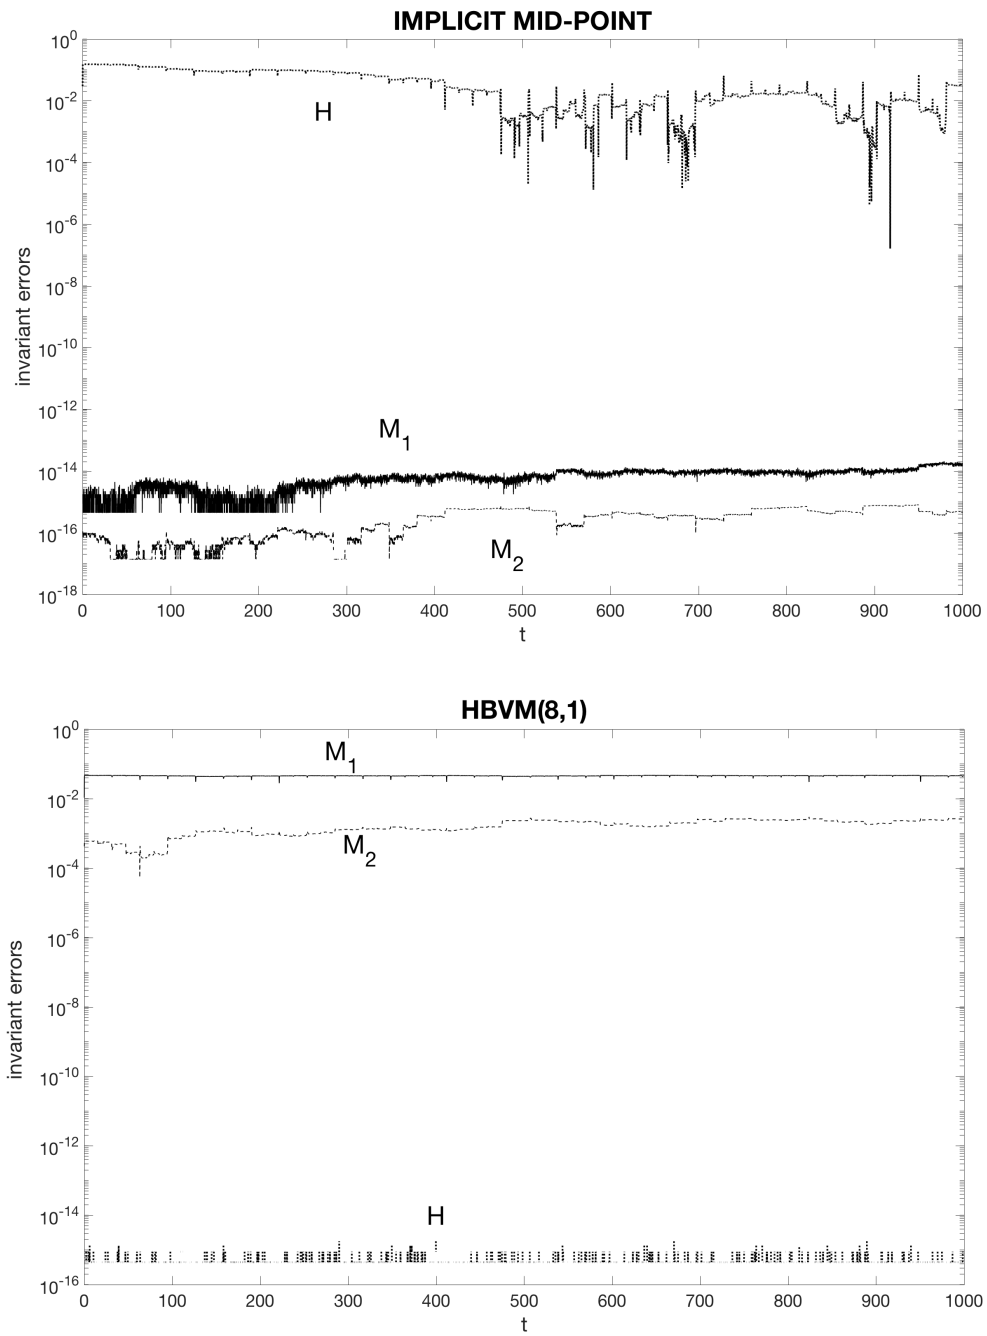 IMPLICIT MID-POINT
10^0
10^-2
10^-4
10^-6
10^-8
10^-10
10^-12
10^-14
10^-16
10^-18
invariant errors
H
M_1
M_2
0 100 200 300 400 500 600 700 800 900 1000
t
HBVM(8,1)
10^0
10^-2
10^-4
10^-6
10^-8
10^-10
10^-12
10^-14
10^-16
invariant errors
M_1
M_2
H
0 100 200 300 400 500 600 700 800 900 1000
t